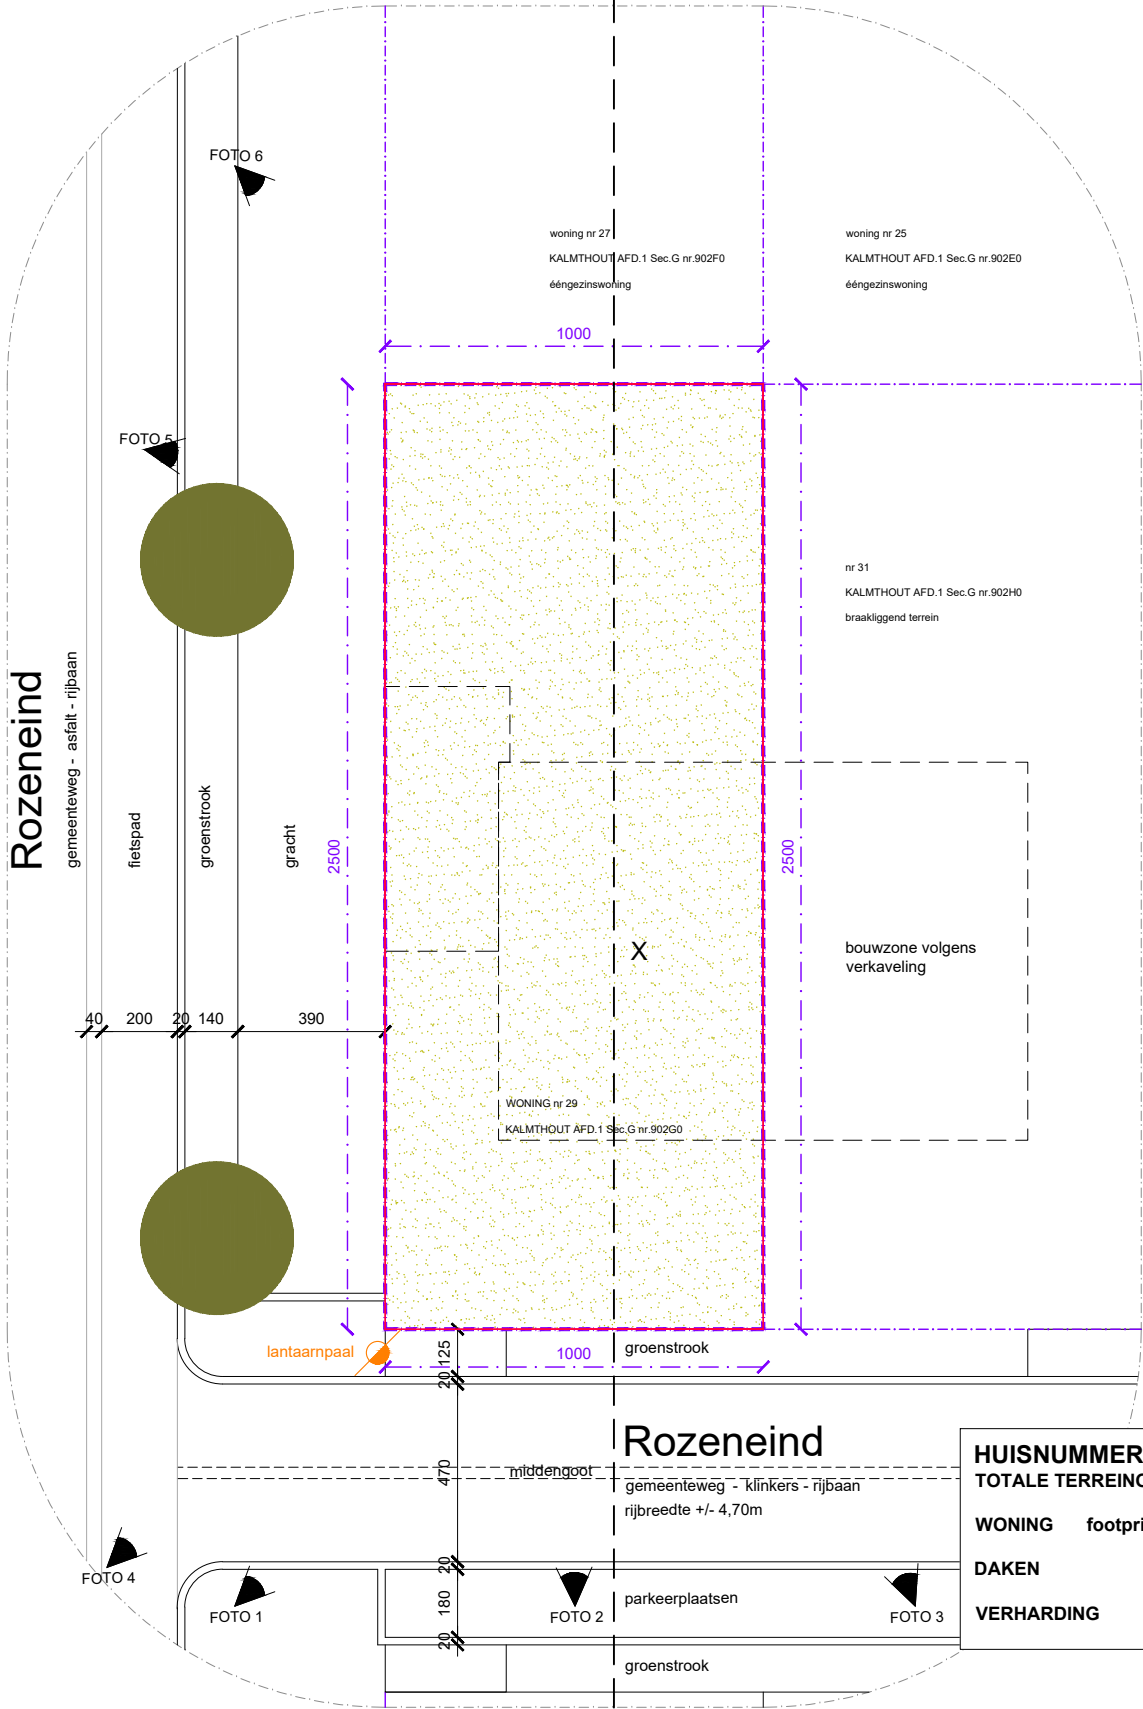 FOTO 6
woning nr 27
KALMTHOUT AFD.1 Sec.G nr.902F0
ééngezinswoning
woning nr 25
KALMTHOUT AFD.1 Sec.G nr.902E0
ééngezinswoning
1000
FOTO 5
nr 31
KALMTHOUT AFD.1 Sec.G nr.902H0
braakliggend terrein
Rozeneind
gemeenteweg - asfalt - rijbaan
fietspad
groenstrook
gracht
2500
2500
X
bouwzone volgens
verkaveling
40 200 20 140 390
WONING nr 29
KALMTHOUT AFD.1 Sec.G nr.902G0
lantaarnpaal
125
20
1000
groenstrook
Rozeneind
470
middengoot
gemeenteweg - klinkers - rijbaan
rijbreedte +/- 4,70m
HUISNUMMER
TOTALE TERREINO
WONING footpri
DAKEN
VERHARDING
FOTO 4
FOTO 1
20
180
20
FOTO 2
parkeerplaatsen
FOTO 3
groenstrook